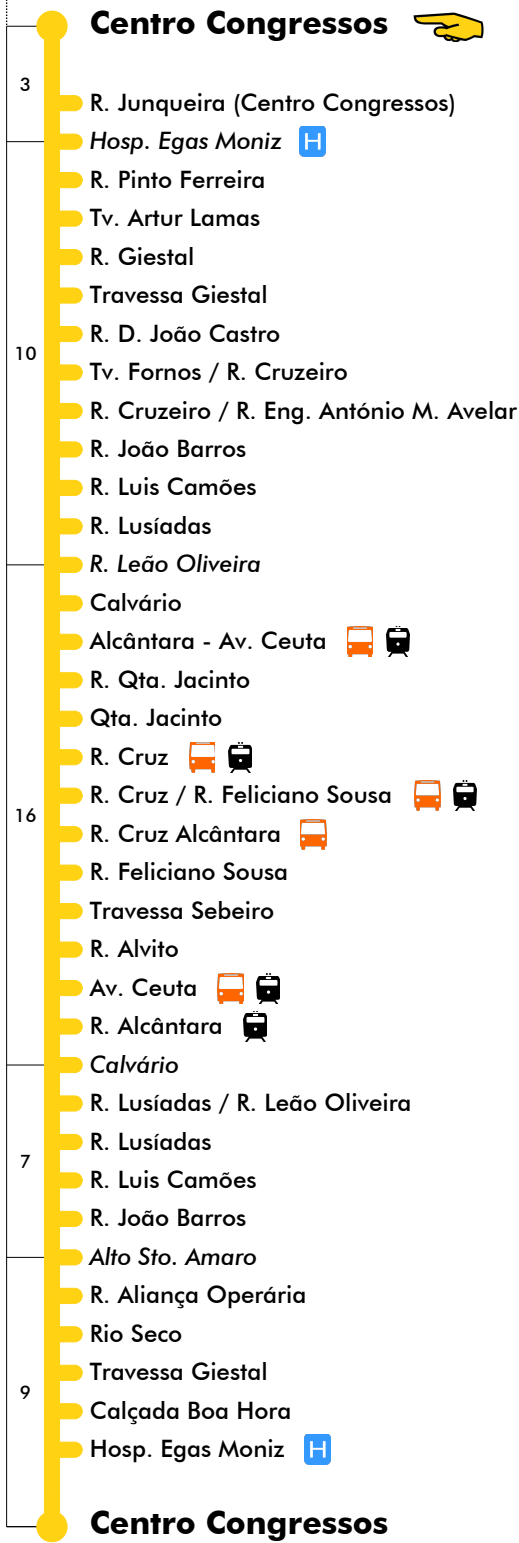 Centro Congressos
3
R. Junqueira (Centro Congressos)
Hosp. Egas Moniz H
R. Pinto Ferreira
Tv. Artur Lamas
R. Giestal
Travessa Giestal
R. D. João Castro
10
Tv. Fornos / R. Cruzeiro
R. Cruzeiro / R. Eng. António M. Avelar
R. João Barros
R. Luis Camões
R. Lusíadas
R. Leão Oliveira
Calvário
Alcântara - Av. Ceuta
R. Qta. Jacinto
Qta. Jacinto
R. Cruz
R. Cruz / R. Feliciano Sousa
16
R. Cruz Alcântara
R. Feliciano Sousa
Travessa Sebeiro
R. Alvito
Av. Ceuta
R. Alcântara
Calvário
R. Lusíadas / R. Leão Oliveira
R. Lusíadas
7
R. Luis Camões
R. João Barros
Alto Sto. Amaro
R. Aliança Operária
Rio Seco
Travessa Giestal
9
Calçada Boa Hora
Hosp. Egas Moniz H
Centro Congressos